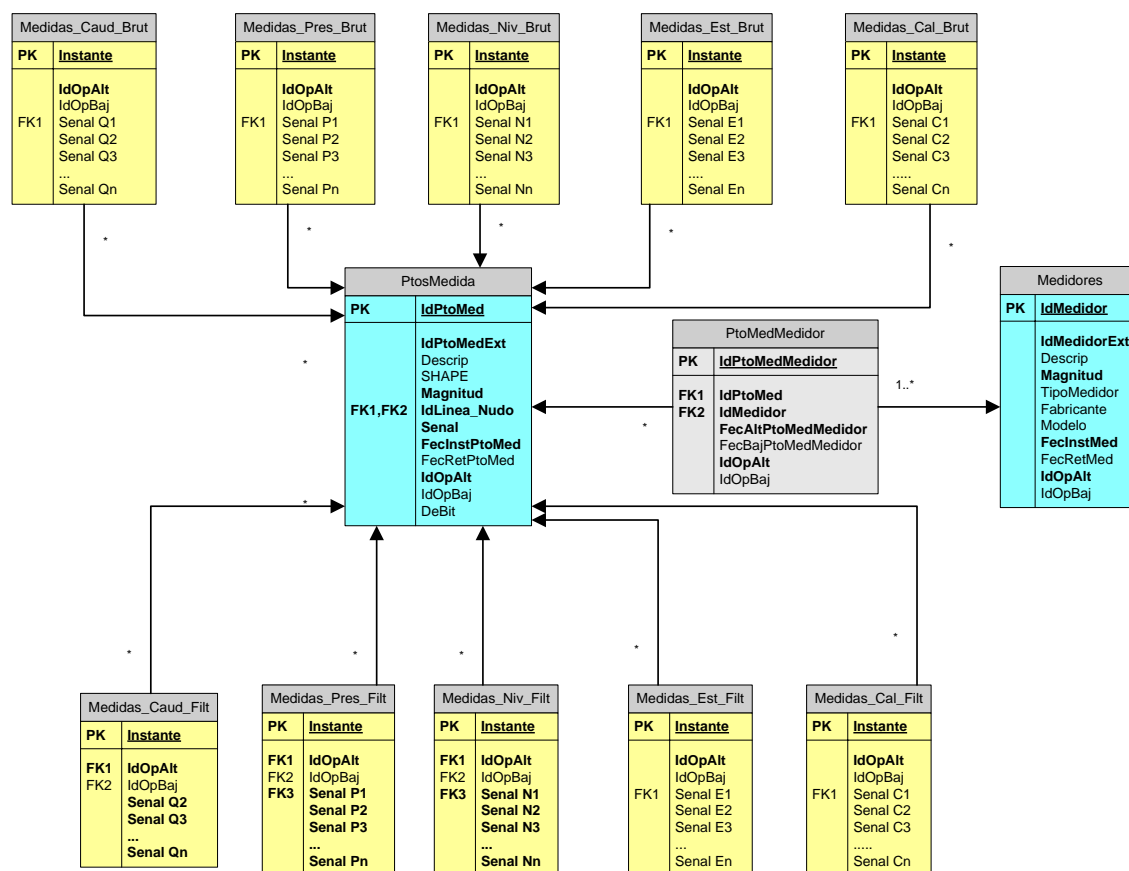 Medidas_Caud_Brut
PK Instante
IdOpAlt
IdOpBaj
FK1 Senal Q1
Senal Q2
Senal Q3
...
Senal Qn
Medidas_Pres_Brut
PK Instante
IdOpAlt
IdOpBaj
FK1 Senal P1
Senal P2
Senal P3
...
Senal Pn
Medidas_Niv_Brut
PK Instante
IdOpAlt
IdOpBaj
FK1 Senal N1
Senal N2
Senal N3
...
Senal Nn
Medidas_Est_Brut
PK Instante
IdOpAlt
IdOpBaj
FK1 Senal E1
Senal E2
Senal E3
....
Senal En
Medidas_Cal_Brut
PK Instante
IdOpAlt
IdOpBaj
FK1 Senal C1
Senal C2
Senal C3
.....
Senal Cn
*
*
*
*
*
PtosMedida
PK IdPtoMed
IdPtoMedExt
Descrip
SHAPE
Magnitud
FK1,FK2 IdLinea_Nudo
Senal
FecInstPtoMed
FecRetPtoMed
IdOpAlt
IdOpBaj
DeBit
*
*
*
PtoMedMedidor
PK IdPtoMedMedidor
FK1 IdPtoMed
FK2 IdMedidor
FecAltPtoMedMedidor
FecBajPtoMedMedidor
IdOpAlt
IdOpBaj
1..*
Medidores
PK IdMedidor
IdMedidorExt
Descrip
Magnitud
TipoMedidor
Fabricante
Modelo
FecInstMed
FecRetMed
IdOpAlt
IdOpBaj
*
*
*
*
*
Medidas_Caud_Filt
PK Instante
FK1 IdOpAlt
FK2 IdOpBaj
Senal Q2
Senal Q3
...
Senal Qn
Medidas_Pres_Filt
PK Instante
FK1 IdOpAlt
FK2 IdOpBaj
FK3 Senal P1
Senal P2
Senal P3
...
Senal Pn
Medidas_Niv_Filt
PK Instante
FK1 IdOpAlt
FK2 IdOpBaj
FK3 Senal N1
Senal N2
Senal N3
...
Senal Nn
Medidas_Est_Filt
PK Instante
IdOpAlt
IdOpBaj
FK1 Senal E1
Senal E2
Senal E3
...
Senal En
Medidas_Cal_Filt
PK Instante
IdOpAlt
IdOpBaj
FK1 Senal C1
Senal C2
Senal C3
.....
Senal Cn